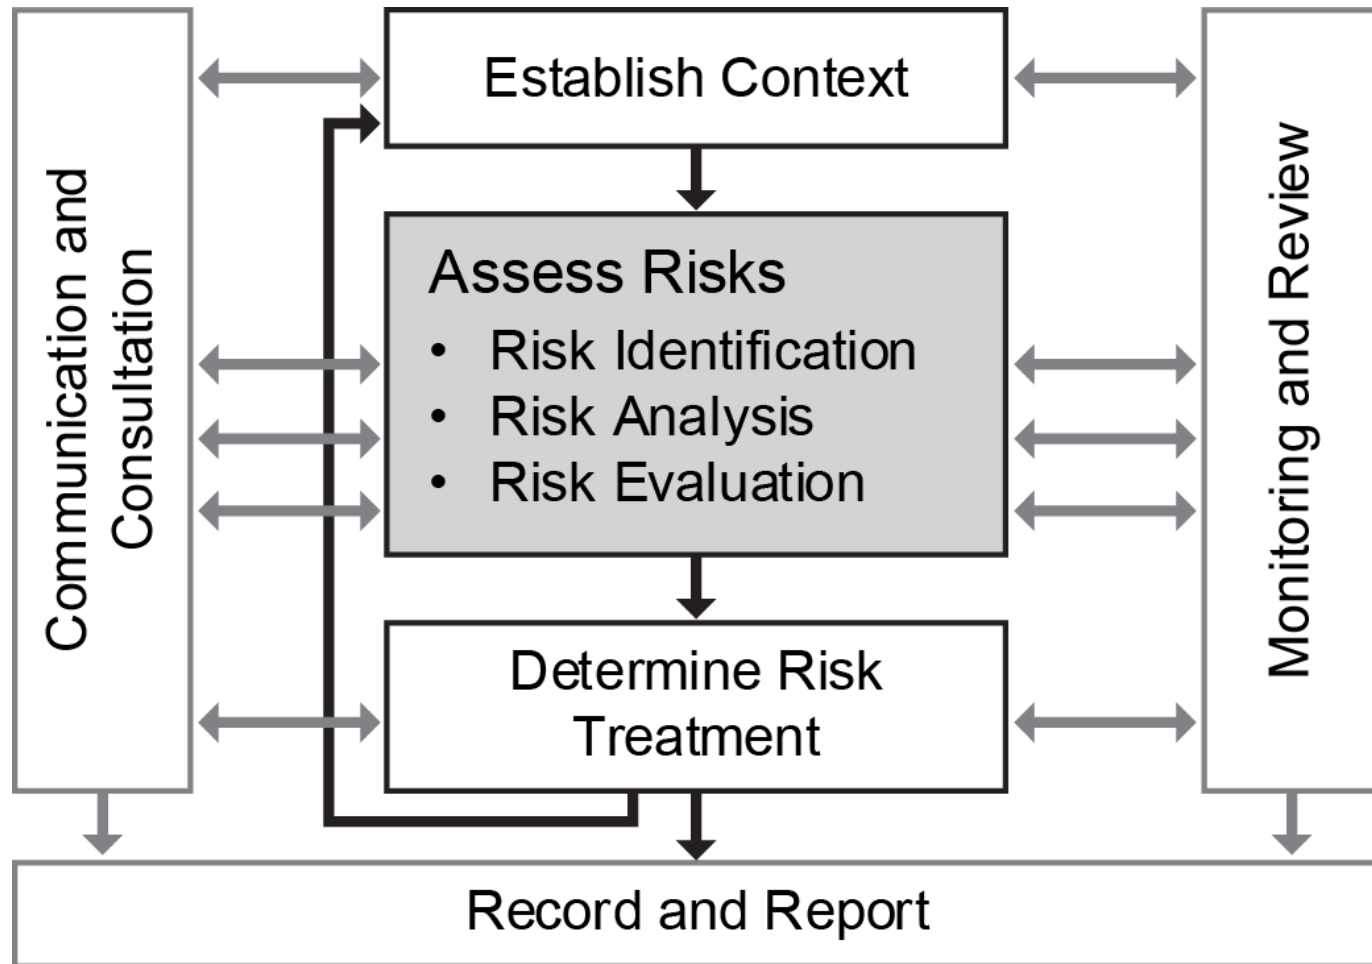 Establish Context
Communication and
Consultation
Assess Risks
• Risk Identification
• Risk Analysis
• Risk Evaluation
Monitoring and Review
Determine Risk
Treatment
Record and Report